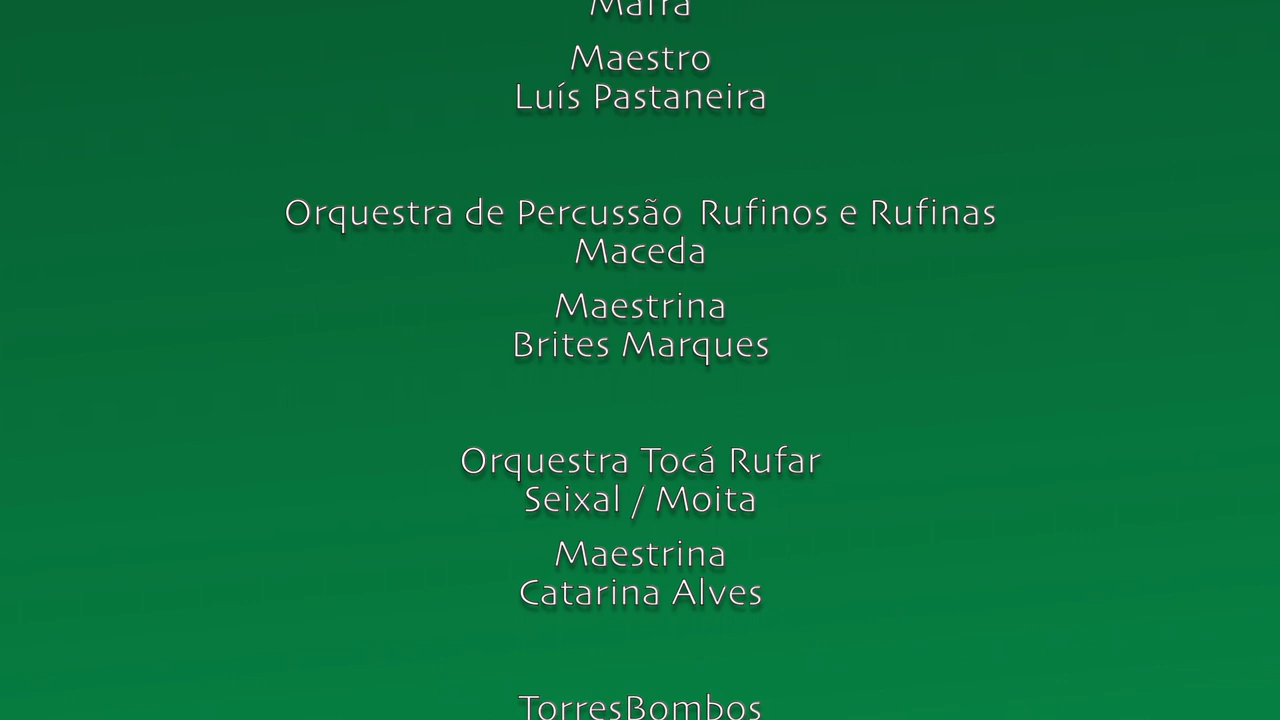 Mafra
Maestro
Luís Pastaneira
Orquestra de Percussão Rufinos e Rufinas
Maceda
Maestrina
Brites Marques
Orquestra Tocá Rufar
Seixal / Moita
Maestrina
Catarina Alves
TorresBombos